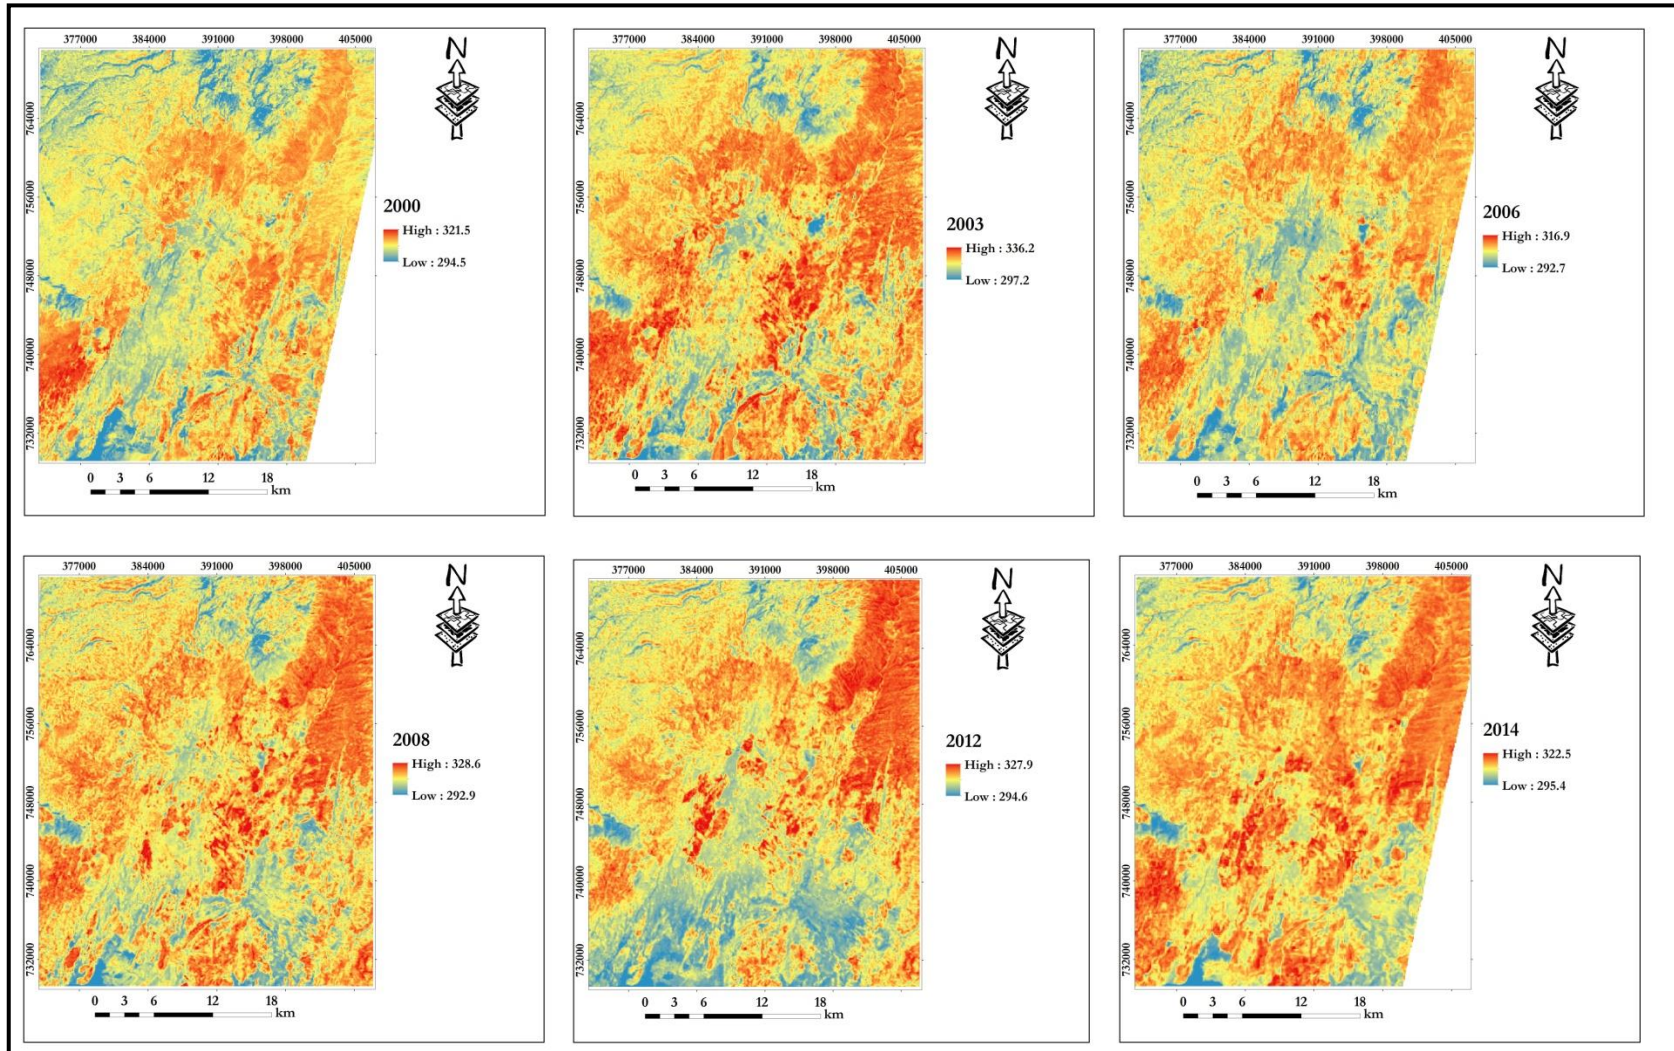 377000 384000 391000 398000 405000
N
764000
756000
748000
740000
732000
2000
High : 321.5
Low : 294.5
0 3 6 12 18
km
377000 384000 391000 398000 405000
N
764000
756000
748000
740000
732000
2003
High : 336.2
Low : 297.2
0 3 6 12 18
km
377000 384000 391000 398000 405000
N
764000
756000
748000
740000
732000
2006
High : 316.9
Low : 292.7
0 3 6 12 18
km
377000 384000 391000 398000 405000
N
764000
756000
748000
740000
732000
2008
High : 328.6
Low : 292.9
0 3 6 12 18
km
377000 384000 391000 398000 405000
N
764000
756000
748000
740000
732000
2012
High : 327.9
Low : 294.6
0 3 6 12 18
km
377000 384000 391000 398000 405000
N
764000
756000
748000
740000
732000
2014
High : 322.5
Low : 295.4
0 3 6 12 18
km